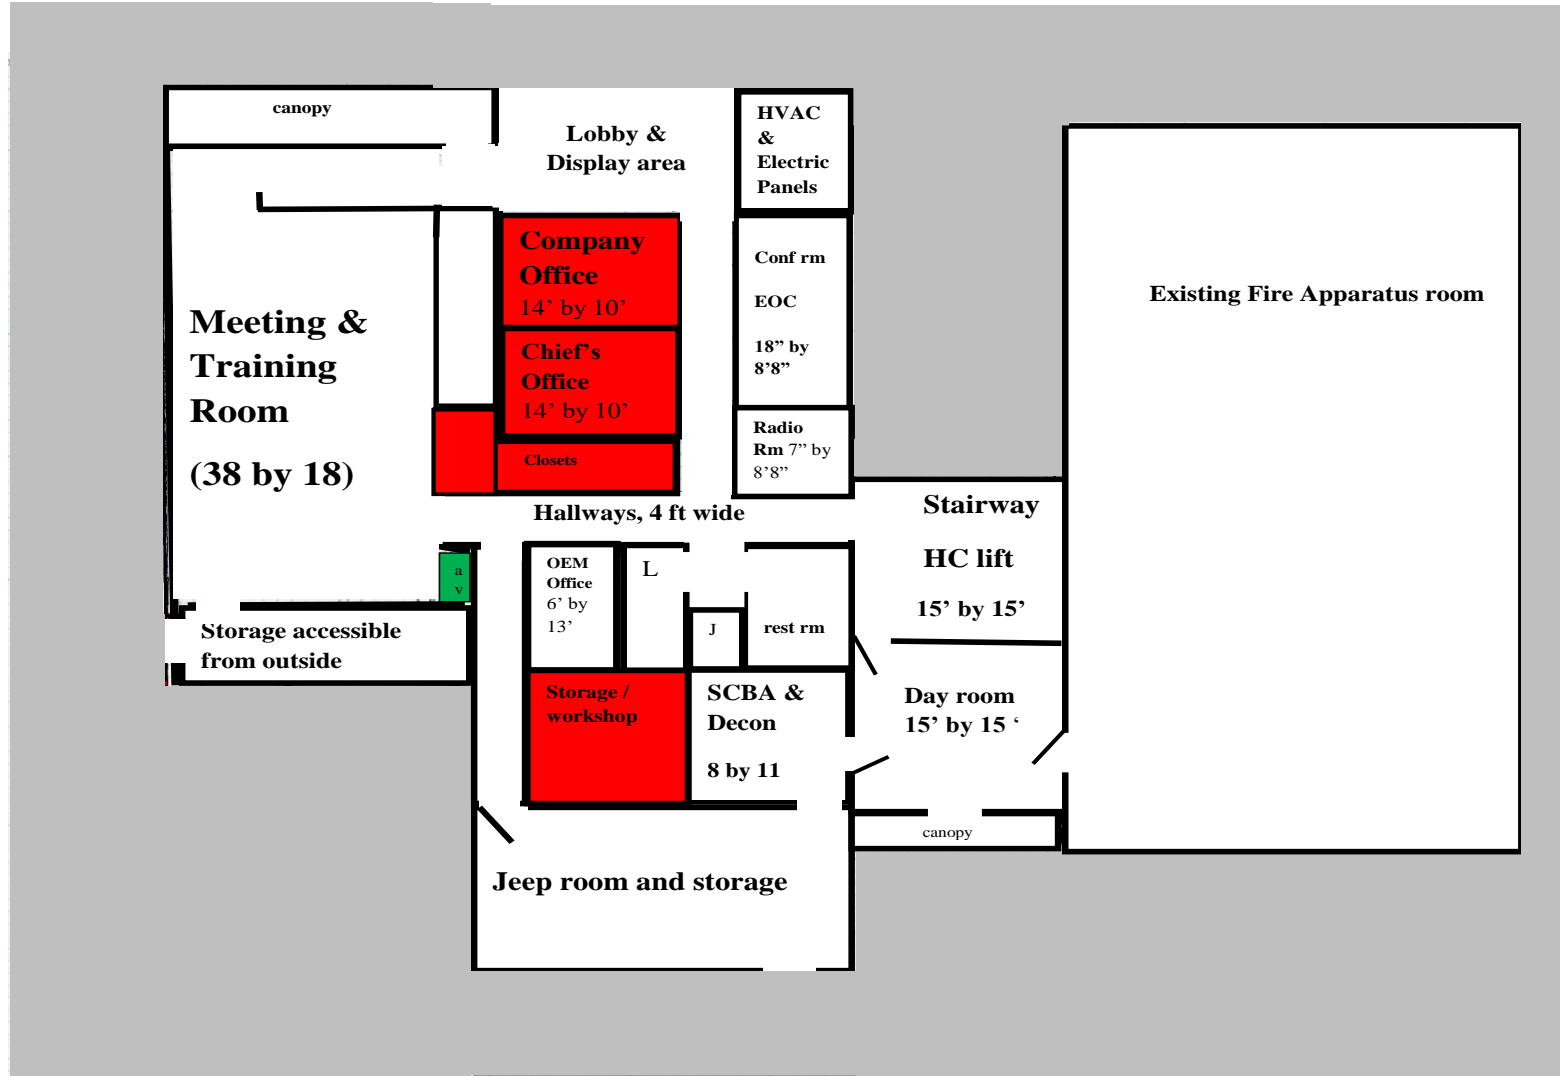 canopy
Lobby &
Display area
HVAC
&
Electric
Panels
Company
Office
14’ by 10’
Conf rm
EOC
18” by
8’8”
Existing Fire Apparatus room
Meeting &
Training
Room
(38 by 18)
Chief’s
Office
14’ by 10’
Closets
Radio
Rm 7” by
8’8”
Hallways, 4 ft wide
Stairway
HC lift
15’ by 15’
a
v
OEM
Office
6’ by
13’
L
J
rest rm
Storage accessible
from outside
Storage /
workshop
SCBA &
Decon
8 by 11
Day room
15’ by 15 ‘
canopy
Jeep room and storage